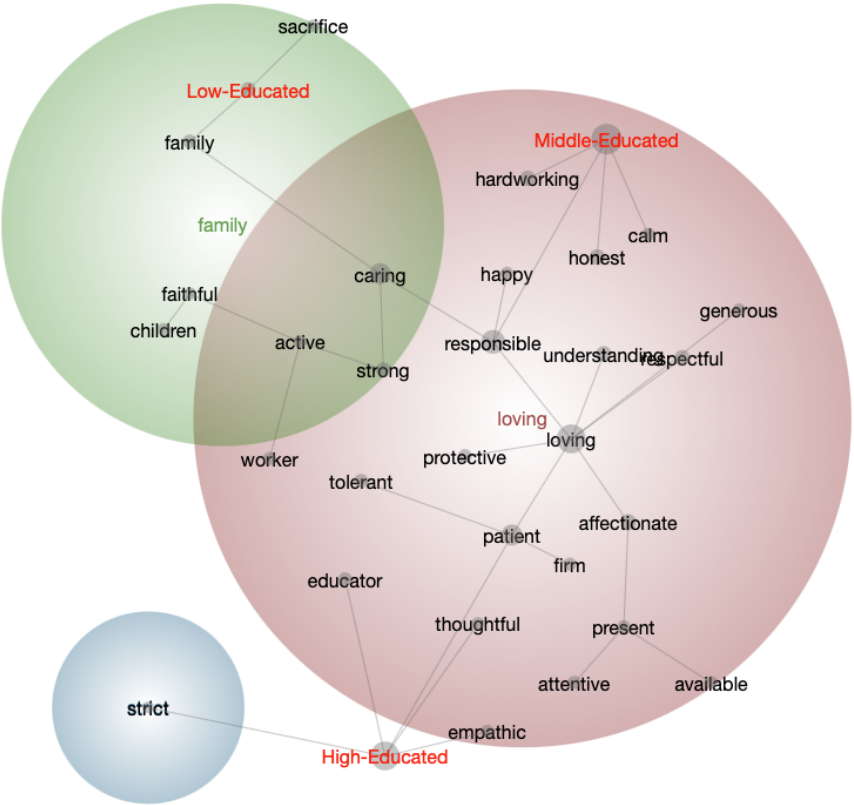 sacrifice
Low-Educated
family
Middle-Educated
hardworking
family
calm
honest
caring
happy
faithful
generous
children
active
responsible
understanding
respectful
strong
loving
loving
worker
protective
tolerant
affectionate
patient
firm
educator
thoughtful
present
attentive
available
strict
empathic
High-Educated